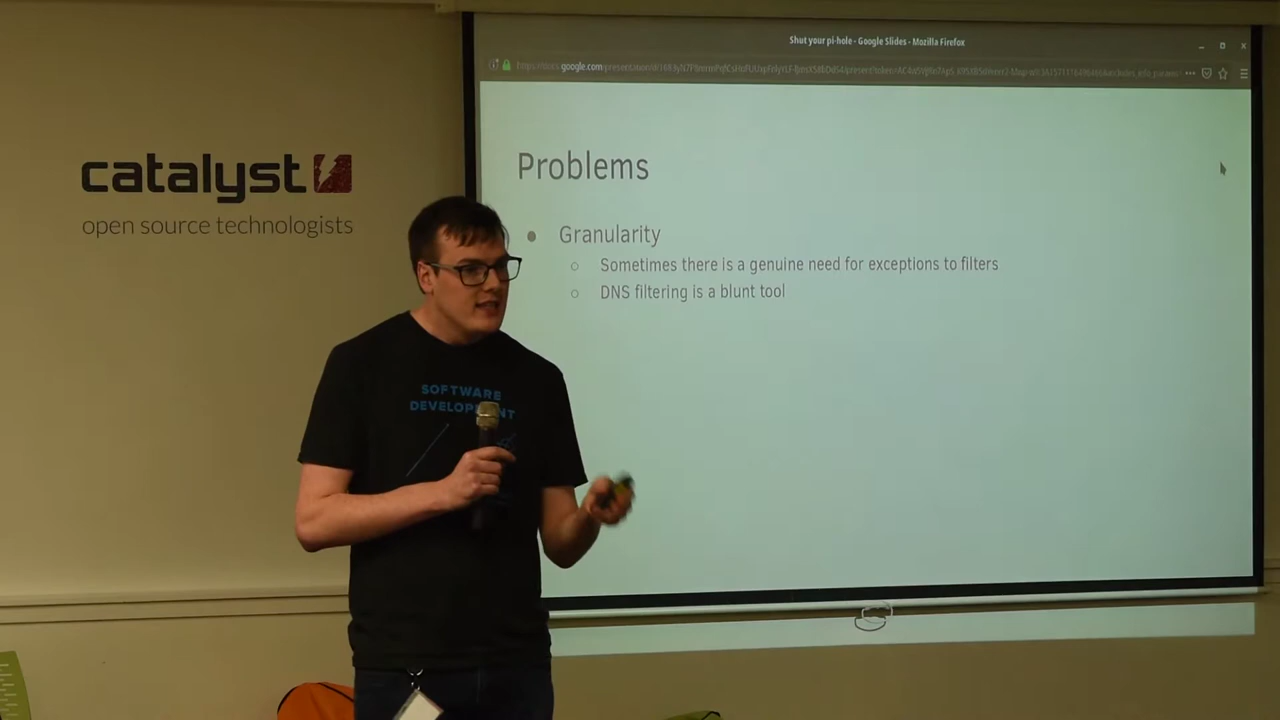 Shut your pi-hole - Google Slides - Mozilla Firefox
google.com
catalyst
open source technologists
Problems
Granularity
Sometimes there is a genuine need for exceptions to filters
DNS filtering is a blunt tool
SOFTWARE